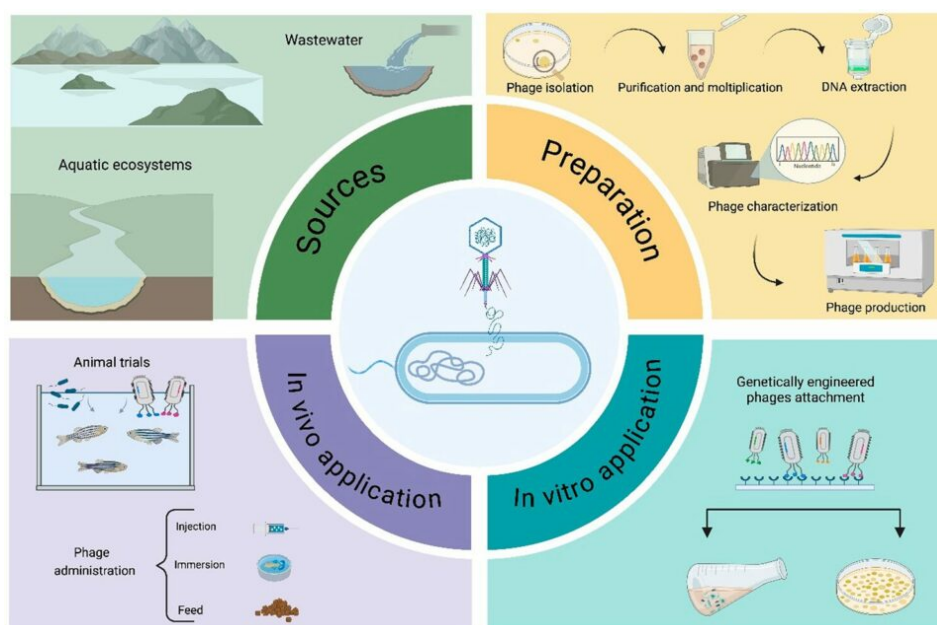 Wastewater
Aquatic ecosystems
Sources
Phage isolation
Purification and moltiplication
DNA extraction
Phage characterization
Phage production
Preparation
Animal trials
Phage
administration
Injection
Immersion
Feed
In vivo application
In vitro application
Genetically engineered
phages attachment